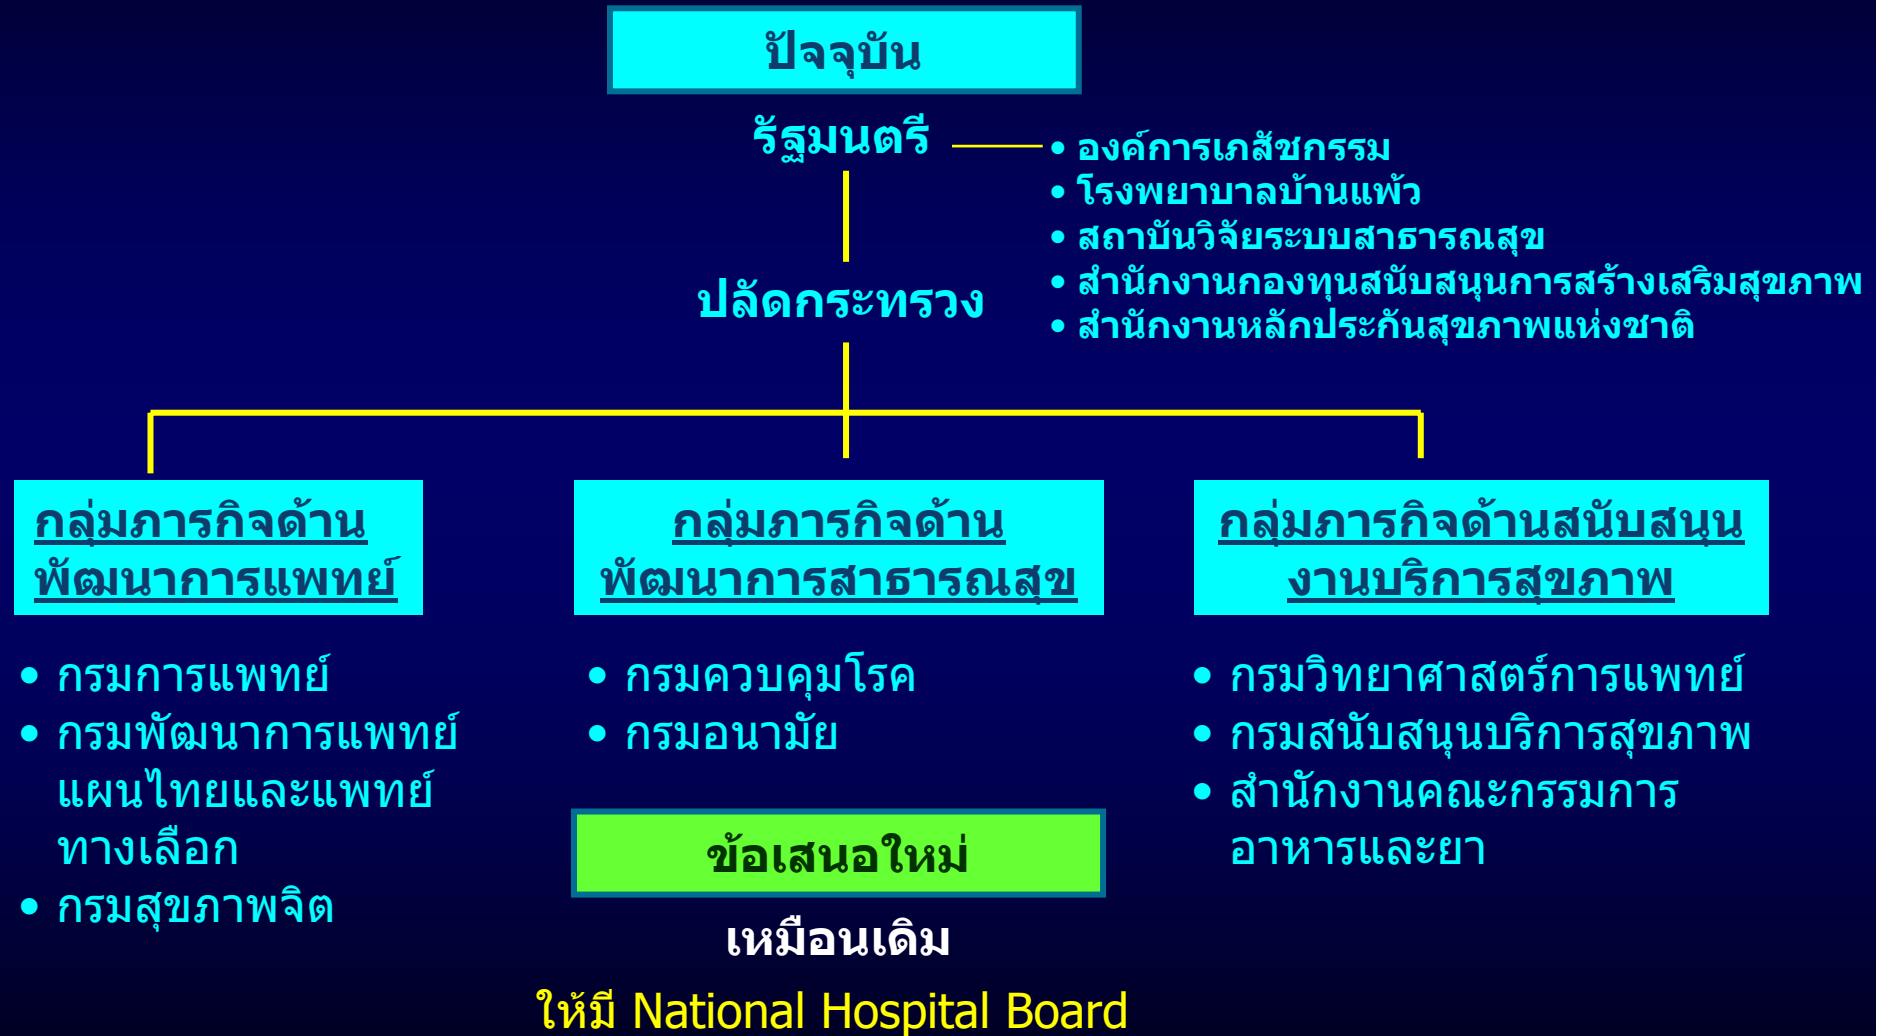 ปัจจุบัน
รัฐมนตรี
• องค์การเภสัชกรรม
• โรงพยาบาลบ้านแพ้ว
• สถาบันวิจัยระบบสาธารณสุข
• สำนักงานกองทุนสนับสนุนการสร้างเสริมสุขภาพ
• สำนักงานหลักประกันสุขภาพแห่งชาติ
ปลัดกระทรวง
กลุ่มภารกิจด้าน
พัฒนาการแพทย์
• กรมการแพทย์
• กรมพัฒนาการแพทย์
แผนไทยและแพทย์
ทางเลือก
• กรมสุขภาพจิต
กลุ่มภารกิจด้าน
พัฒนาการสาธารณสุข
• กรมควบคุมโรค
• กรมอนามัย
กลุ่มภารกิจด้านสนับสนุน
งานบริการสุขภาพ
• กรมวิทยาศาสตร์การแพทย์
• กรมสนับสนุนบริการสุขภาพ
• สำนักงานคณะกรรมการ
อาหารและยา
ข้อเสนอใหม่
เหมือนเดิม
ให้มี National Hospital Board